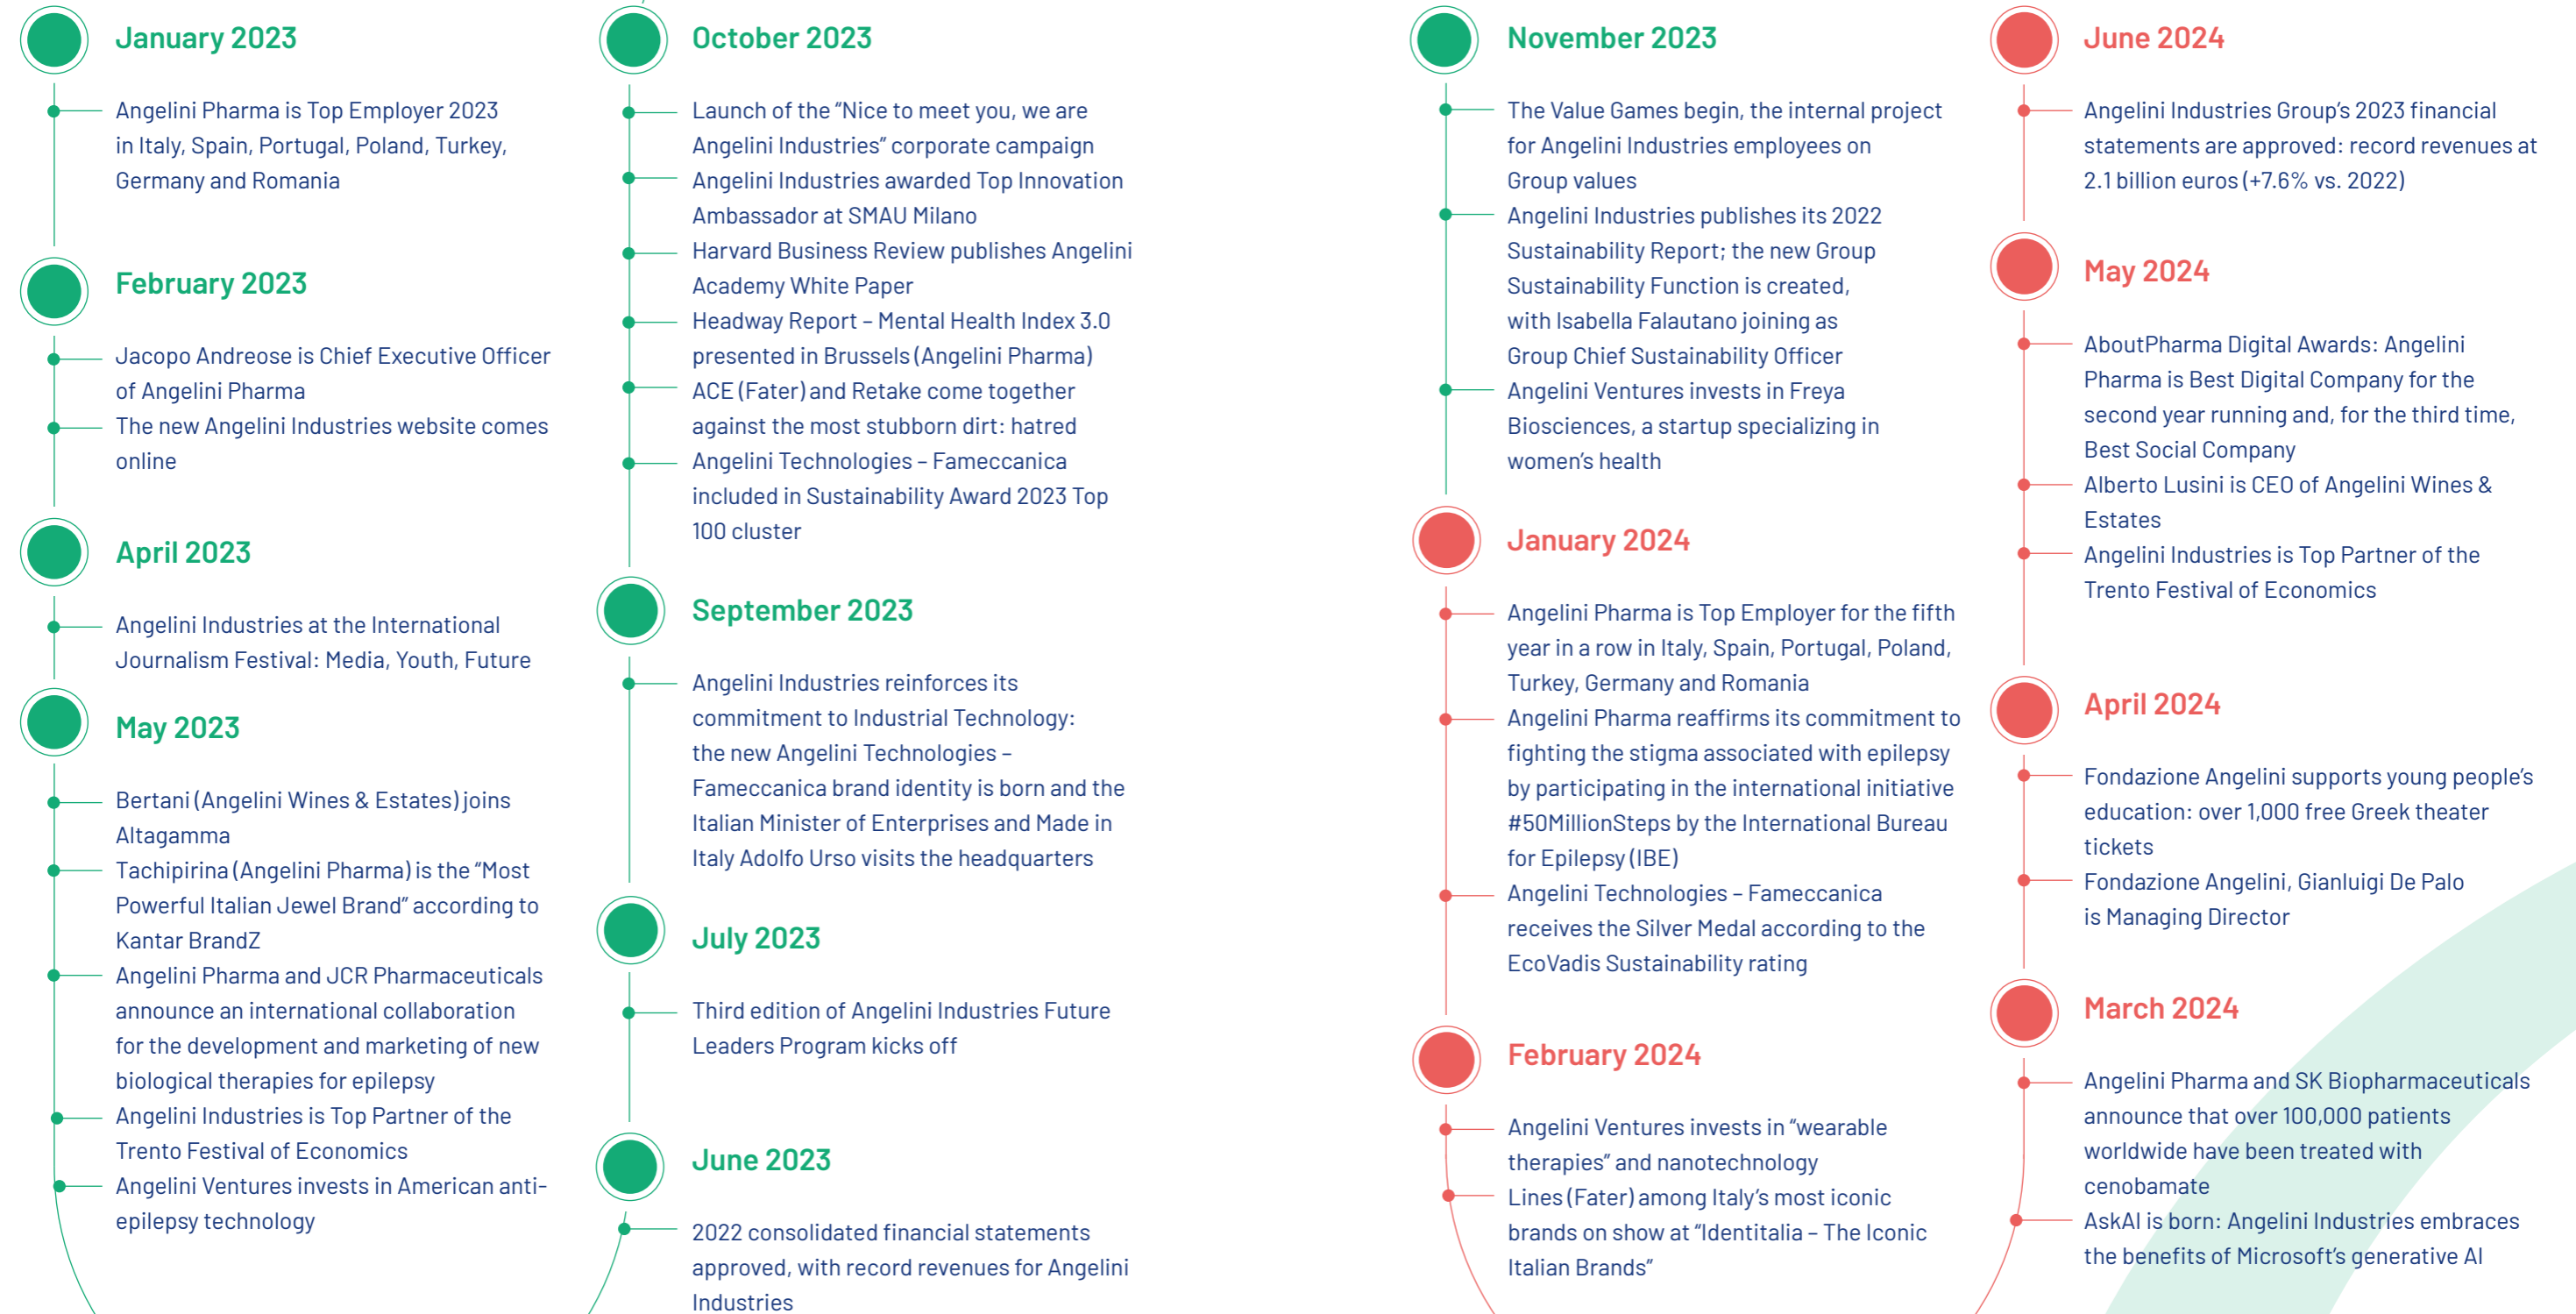 January 2023
Angelini Pharma is Top Employer 2023
in Italy, Spain, Portugal, Poland, Turkey,
Germany and Romania
February 2023
Jacopo Andreose is Chief Executive Officer
of Angelini Pharma
The new Angelini Industries website comes
online
April 2023
Angelini Industries at the International
Journalism Festival: Media, Youth, Future
May 2023
Bertani (Angelini Wines & Estates) joins
Altagamma
Tachipirina (Angelini Pharma) is the “Most
Powerful Italian Jewel Brand” according to
Kantar BrandZ
Angelini Pharma and JCR Pharmaceuticals
announce an international collaboration
for the development and marketing of new
biological therapies for epilepsy
Angelini Industries is Top Partner of the
Trento Festival of Economics
Angelini Ventures invests in American anti-
epilepsy technology
October 2023
Launch of the “Nice to meet you, we are
Angelini Industries” corporate campaign
Angelini Industries awarded Top Innovation
Ambassador at SMAU Milano
Harvard Business Review publishes Angelini
Academy White Paper
Headway Report – Mental Health Index 3.0
presented in Brussels (Angelini Pharma)
ACE (Fater) and Retake come together
against the most stubborn dirt: hatred
Angelini Technologies – Fameccanica
included in Sustainability Award 2023 Top
100 cluster
September 2023
Angelini Industries reinforces its
commitment to Industrial Technology:
the new Angelini Technologies –
Fameccanica brand identity is born and the
Italian Minister of Enterprises and Made in
Italy Adolfo Urso visits the headquarters
July 2023
Third edition of Angelini Industries Future
Leaders Program kicks off
June 2023
2022 consolidated financial statements
approved, with record revenues for Angelini
Industries
November 2023
The Value Games begin, the internal project
for Angelini Industries employees on
Group values
Angelini Industries publishes its 2022
Sustainability Report; the new Group
Sustainability Function is created,
with Isabella Falautano joining as
Group Chief Sustainability Officer
Angelini Ventures invests in Freya
Biosciences, a startup specializing in
women’s health
January 2024
Angelini Pharma is Top Employer for the fifth
year in a row in Italy, Spain, Portugal, Poland,
Turkey, Germany and Romania
Angelini Pharma reaffirms its commitment to
fighting the stigma associated with epilepsy
by participating in the international initiative
#50MillionSteps by the International Bureau
for Epilepsy (IBE)
Angelini Technologies – Fameccanica
receives the Silver Medal according to the
EcoVadis Sustainability rating
February 2024
Angelini Ventures invests in “wearable
therapies” and nanotechnology
Lines (Fater) among Italy’s most iconic
brands on show at “Identitalia – The Iconic
Italian Brands”
June 2024
Angelini Industries Group’s 2023 financial
statements are approved: record revenues at
2.1 billion euros (+7.6% vs. 2022)
May 2024
AboutPharma Digital Awards: Angelini
Pharma is Best Digital Company for the
second year running and, for the third time,
Best Social Company
Alberto Lusini is CEO of Angelini Wines &
Estates
Angelini Industries is Top Partner of the
Trento Festival of Economics
April 2024
Fondazione Angelini supports young people’s
education: over 1,000 free Greek theater
tickets
Fondazione Angelini, Gianluigi De Palo
is Managing Director
March 2024
Angelini Pharma and SK Biopharmaceuticals
announce that over 100,000 patients
worldwide have been treated with
cenobamate
AskAI is born: Angelini Industries embraces
the benefits of Microsoft’s generative AI